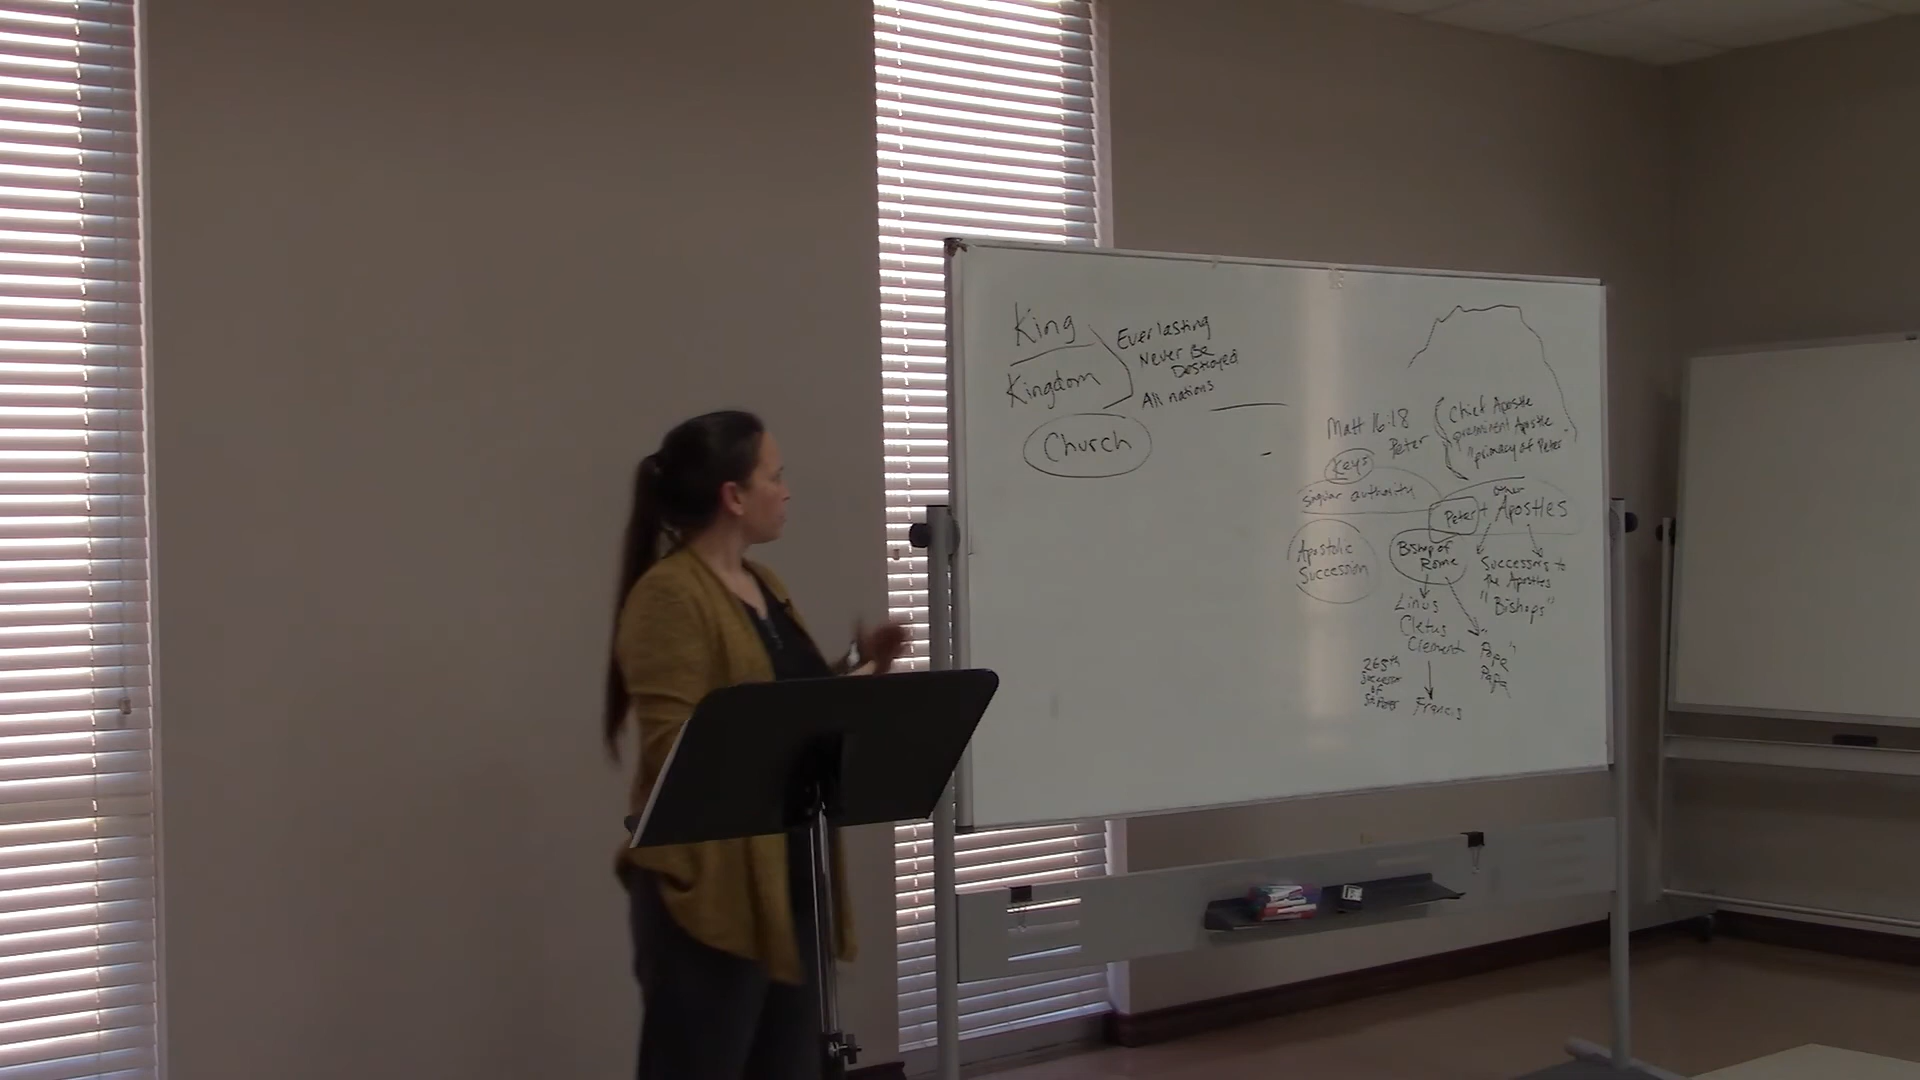 King
Kingdom
Church
Everlasting
Never Be
Destroyed
All nations
Matt 16:18
Peter
Keys
singular authority
Chief Apostle
prominent Apostle
"primacy of Peter"
Peter + other Apostles
Apostolic
Succession
Bishop of
Rome
Successors to
the Apostles
"Bishops"
Linus
Cletus
Clement
265th
Successor
of
St Peter
Francis
"Pope"
Papa